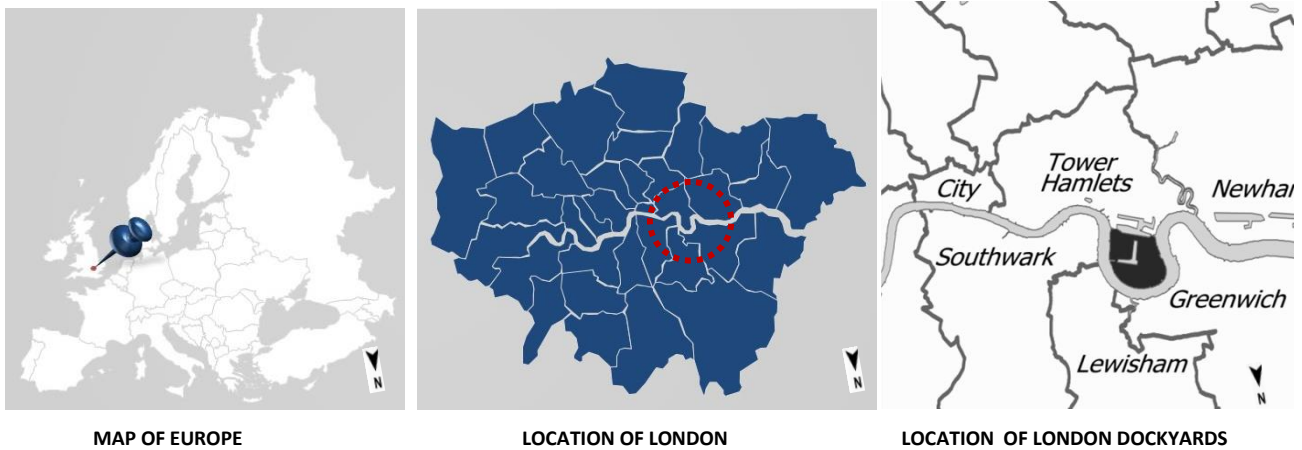 Tower
Hamlets
City
Newhar
Southwark
Greenwich
Lewisham
N
N
N
MAP OF EUROPE
LOCATION OF LONDON
LOCATION OF LONDON DOCKYARDS